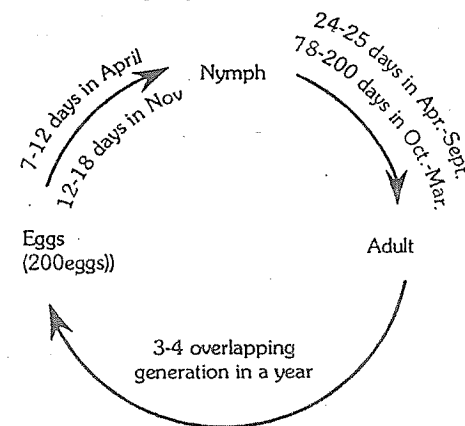 7-12 days in April
12-18 days in Nov
Nymph
24-25 days in Apr.-Sept.
78-200 days in Oct.-Mar.
Eggs
(200eggs))
Adult
3-4 overlapping
generation in a year